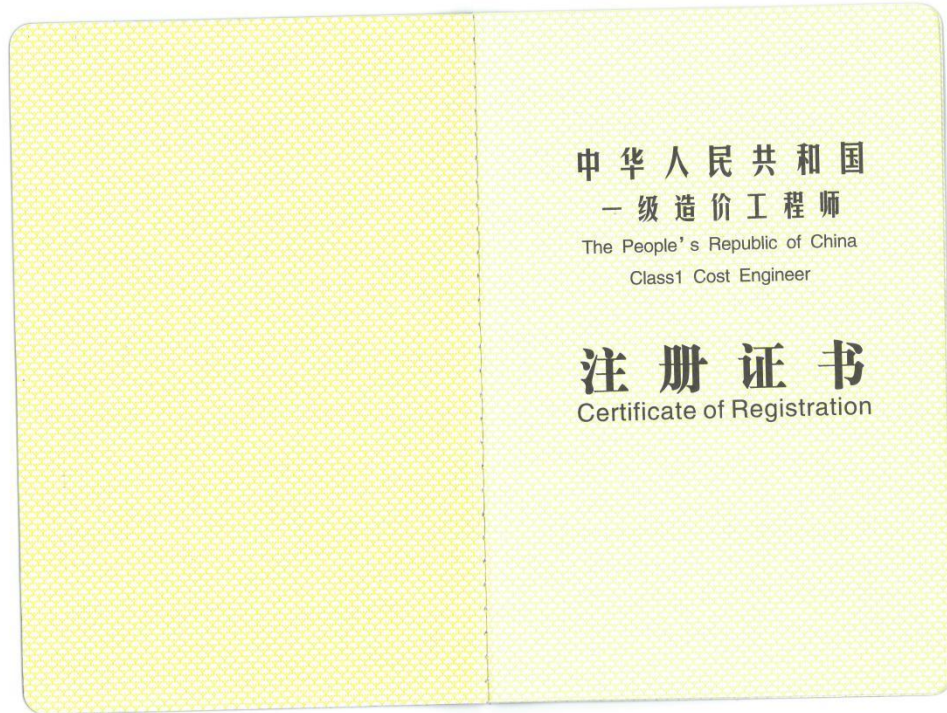 中华人民共和国
一级造价工程师
The People's Republic of China
Class1 Cost Engineer
注册证书
Certificate of Registration